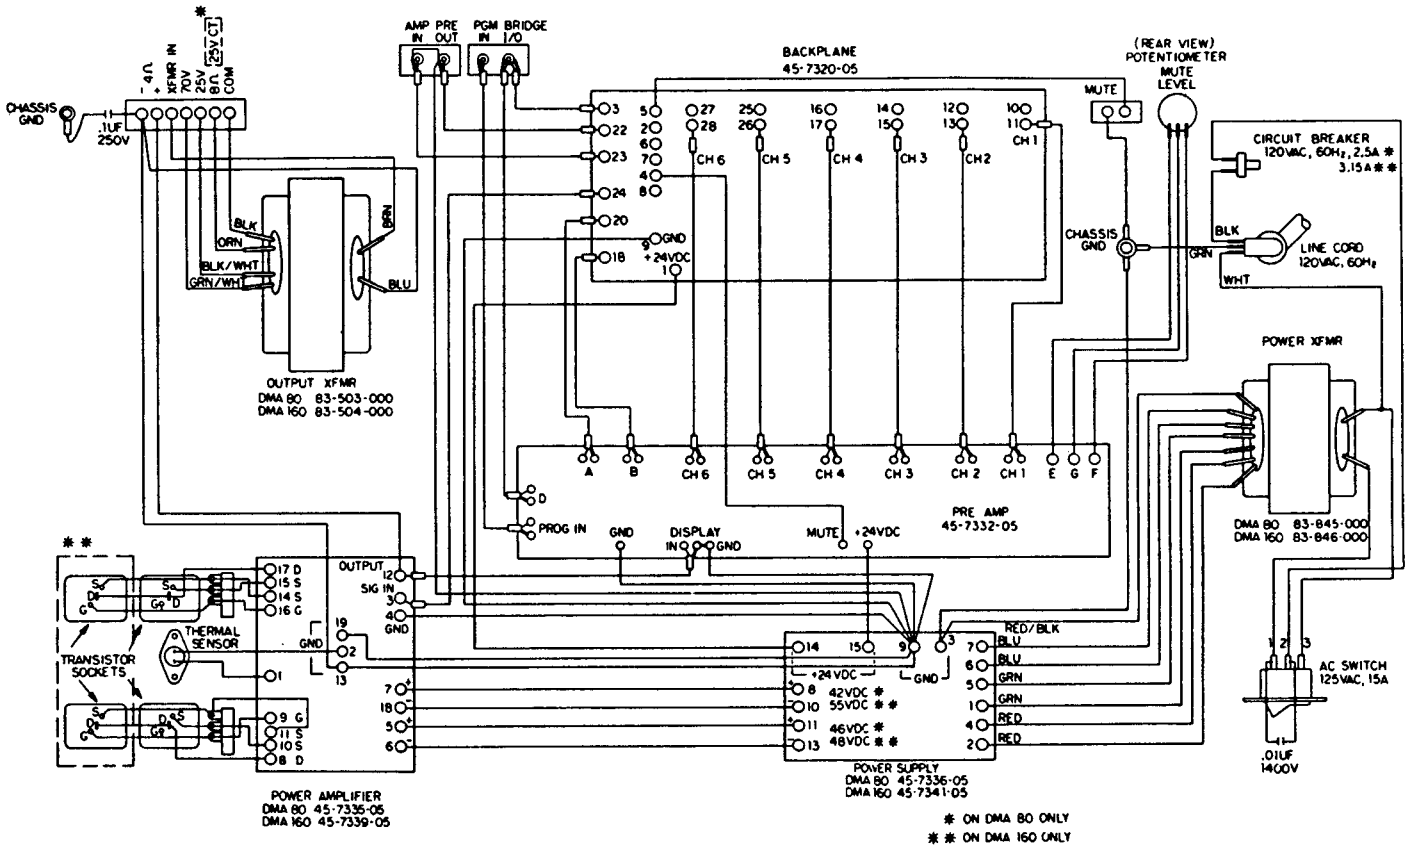 AMP PRE
IN OUT
PGM BRIDGE
IN I/O
*
- 4Ω
+
XFMR IN
70V
25V
8Ω 25V CT
COM
CHASSIS
GND
.1UF
250V
BLK
ORN
BLK/WHT
GRN/WHT
BRN
BLU
OUTPUT XFMR
DMA 80 83-503-000
DMA 160 83-504-000
BACKPLANE
45-7320-05
3
22
23
24
20
18
5
2
6
7
4
8
9 GND
+24VDC
1
27
28
CH 6
25
26
CH 5
16
17
CH 4
14
15
CH 3
12
13
CH 2
10
11
CH 1
MUTE
(REAR VIEW)
POTENTIOMETER
MUTE
LEVEL
CIRCUIT BREAKER
120VAC, 60Hz, 2.5A *
3.15A * *
CHASSIS
GND
BLK
GRN
WHT
LINE CORD
120VAC, 60Hz
POWER XFMR
DMA 80 83-845-000
DMA 160 83-846-000
A
B
CH 6
CH 5
CH 4
CH 3
CH 2
CH 1
E G F
D
PROG IN
PRE AMP
45-7332-05
GND
DISPLAY
IN GND
MUTE
+24VDC
* *
S
D
G
S
G D
17 D
15 S
14 S
16 G
THERMAL
SENSOR
TRANSISTOR
SOCKETS
1
S
D
G
D S
G
9 G
11 S
10 S
8 D
OUTPUT
12
SIG IN
3
4
GND
19
GND
2
13
7 +
18 -
5 +
6 -
POWER AMPLIFIER
DMA 80 45-7335-05
DMA 160 45-7339-05
14
15
+24VDC
9
3
GND
+ 8 42VDC *
- 10 55VDC * *
+ 11 46VDC *
- 13 48VDC * *
RED/BLK
7 BLU
6 BLU
5 GRN
1 GRN
4 RED
2 RED
POWER SUPPLY
DMA 80 45-7336-05
DMA 160 45-7341-05
1 2 3
AC SWITCH
125VAC, 15A
.01UF
1400V
* ON DMA 80 ONLY
* * ON DMA 160 ONLY